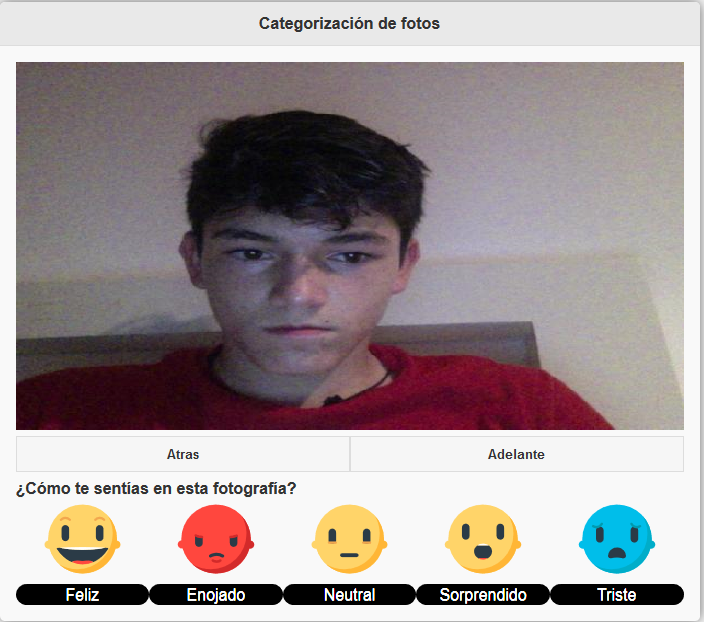 Categorización de fotos
Atras
Adelante
¿Cómo te sentías en esta fotografía?
Feliz
Enojado
Neutral
Sorprendido
Triste